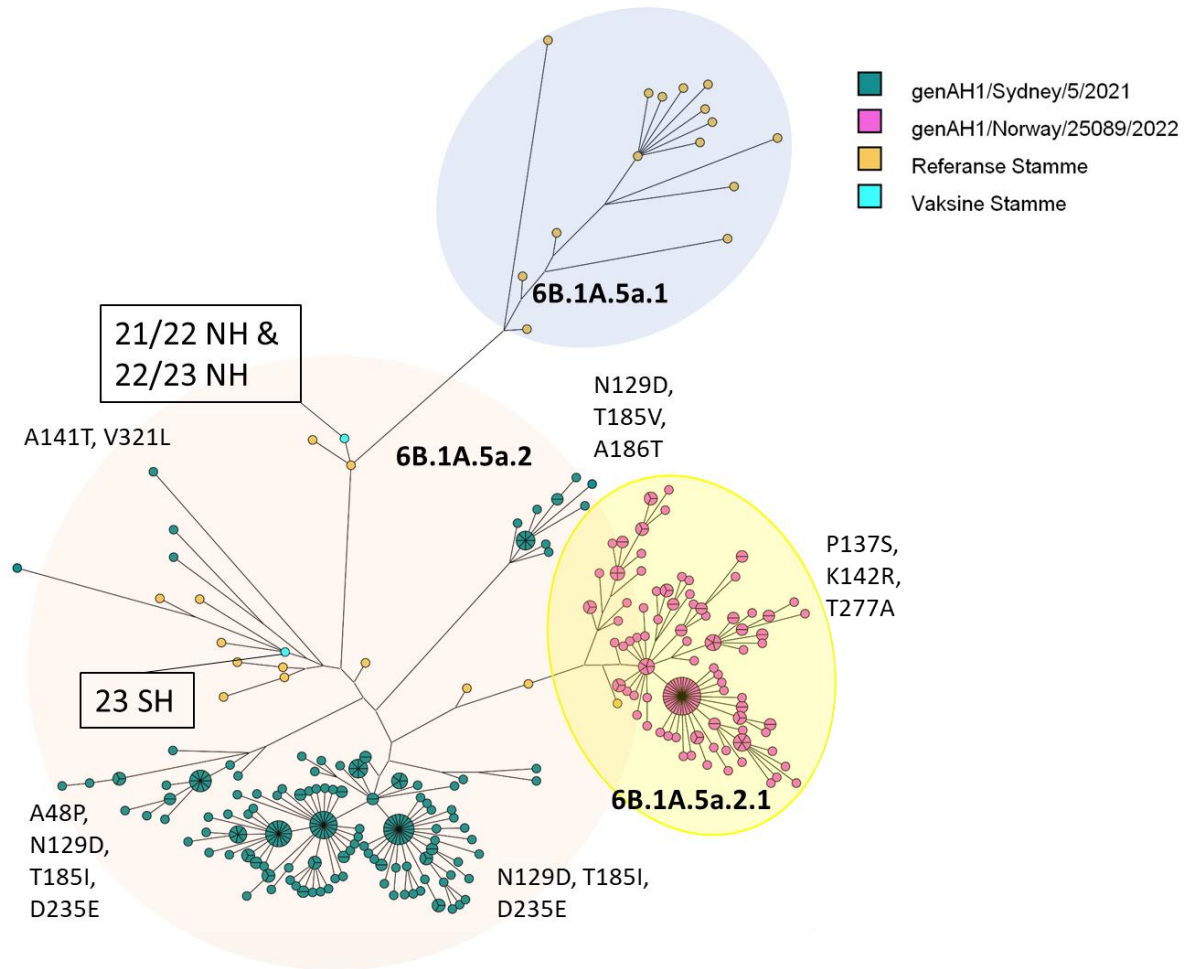 genAH1/Sydney/5/2021
genAH1/Norway/25089/2022
Referanse Stamme
Vaksine Stamme
6B.1A.5a.1
21/22 NH &
22/23 NH
A141T, V321L
6B.1A.5a.2
N129D,
T185V,
A186T
P137S,
K142R,
T277A
23 SH
6B.1A.5a.2.1
A48P,
N129D,
T185I,
D235E
N129D, T185I,
D235E